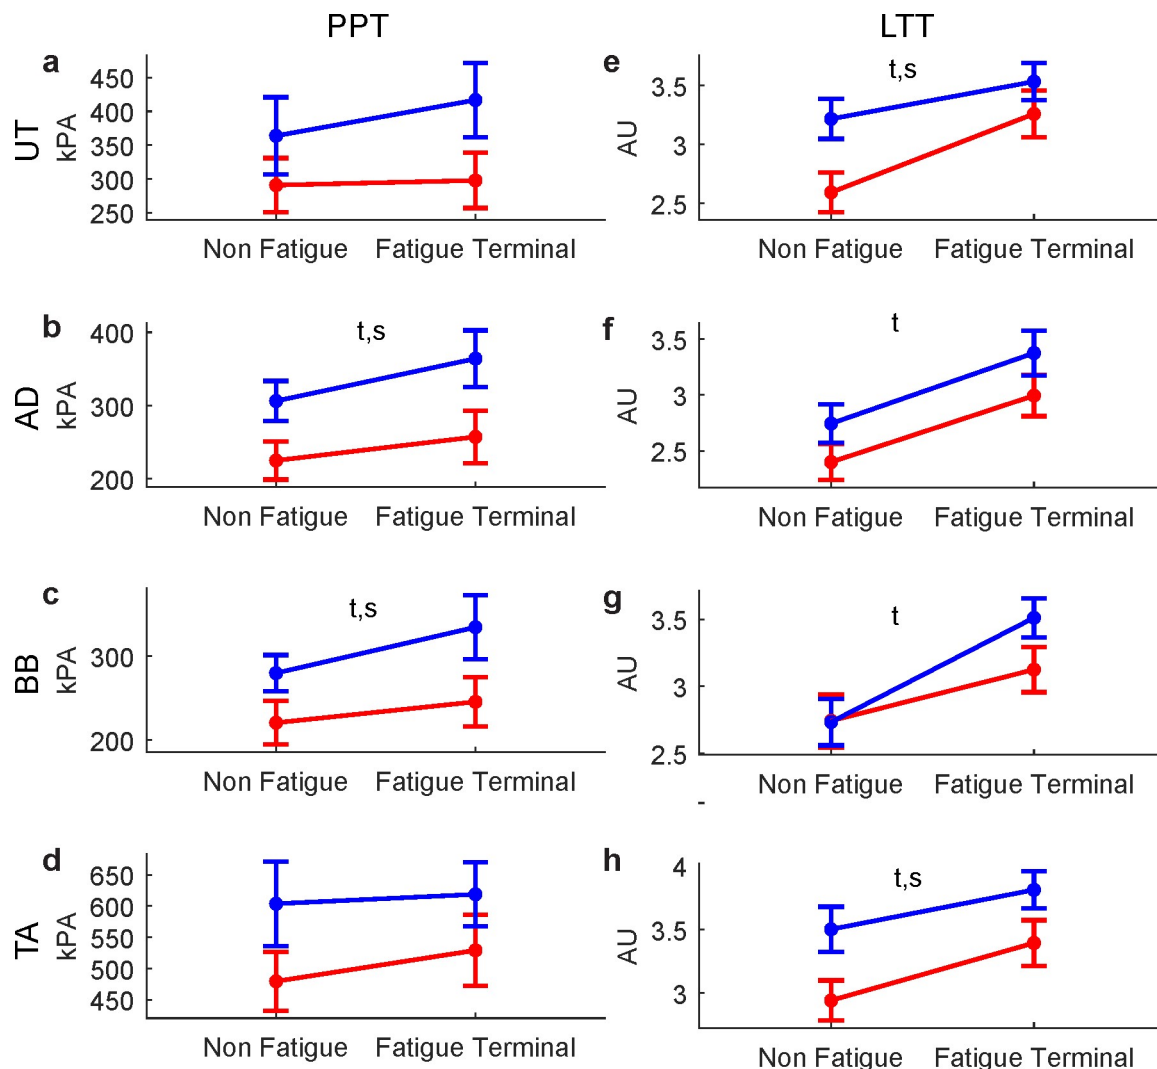 PPT
LTT
a
UT
kPA
450
400
350
300
250
Non Fatigue Fatigue Terminal
e
t,s
AU
3.5
3
2.5
Non Fatigue Fatigue Terminal
b
t,s
AD
kPA
400
300
200
Non Fatigue Fatigue Terminal
f
t
AU
3.5
3
2.5
Non Fatigue Fatigue Terminal
c
t,s
BB
kPA
300
200
Non Fatigue Fatigue Terminal
g
t
AU
3.5
3
2.5
Non Fatigue Fatigue Terminal
-
d
TA
kPA
650
600
550
500
450
Non Fatigue Fatigue Terminal
h
t,s
AU
4
3.5
3
Non Fatigue Fatigue Terminal